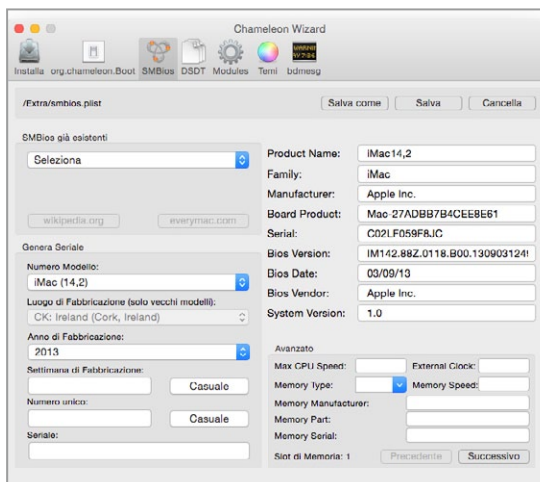 Chameleon Wizard
Installa org.chameleon.Boot SMBios DSDT Modules Temi bdmesg
/Extra/smbios.plist
Salva come Salva Cancella
SMBios già esistenti
Seleziona
wikipedia.org everymac.com
Genera Seriale
Numero Modello:
iMac (14,2)
Luogo di Fabbricazione (solo vecchi modelli):
CK: Ireland (Cork, Ireland)
Anno di Fabbricazione:
2013
Settimana di Fabbricazione:
Casuale
Numero unico:
Casuale
Seriale:
Product Name: iMac14,2
Family: iMac
Manufacturer: Apple Inc.
Board Product: Mac-27ADBB7B4CEE8E61
Serial: C02LF059F8JC
Bios Version: IM142.88Z.0118.B00.130903124
Bios Date: 03/09/13
Bios Vendor: Apple Inc.
System Version: 1.0
Avanzato
Max CPU Speed: External Clock:
Memory Type: Memory Speed:
Memory Manufacturer:
Memory Part:
Memory Serial:
Slot di Memoria: 1 Precedente Successivo